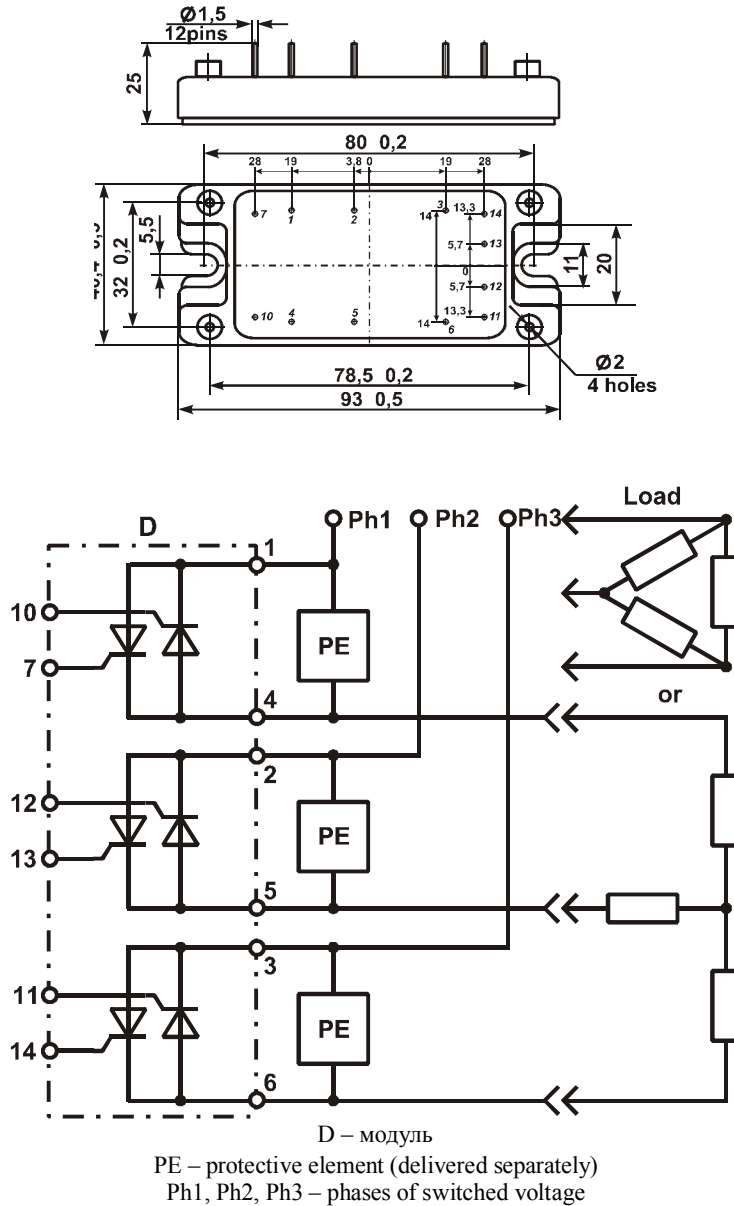 Ø1,5
12pins
25
80 0,2
28 19 3,8 0 19 28
5,5
32 0,2
7 1 2 3 14 13,3 14
5,7 13
0
5,7 12
10 4 5 14 6 13,3 11
11
20
Ø2
4 holes
78,5 0,2
93 0,5
D
1
Ph1 Ph2 Ph3
Load
10
7
PE
4
or
2
12
13
PE
5
3
11
14
PE
6
D – модуль
PE – protective element (delivered separately)
Ph1, Ph2, Ph3 – phases of switched voltage